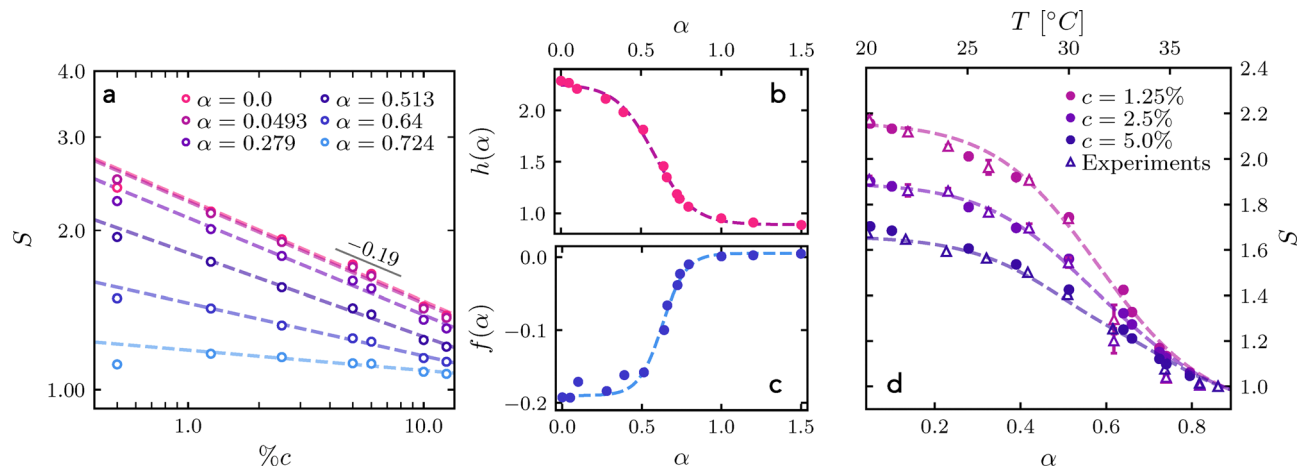 a
α = 0.0
α = 0.0493
α = 0.279
α = 0.513
α = 0.64
α = 0.724
−0.19
4.0
3.0
2.0
1.00
S
1.0
10.0
%c
α
0.0
0.5
1.0
1.5
b
2.0
1.5
1.0
h(α)
c
0.0
−0.1
−0.2
f(α)
0.0
0.5
1.0
1.5
α
T [°C]
20
25
30
35
c = 1.25%
c = 2.5%
c = 5.0%
Experiments
d
2.4
2.2
2.0
1.8
1.6
1.4
1.2
1.0
S
0.2
0.4
0.6
0.8
α